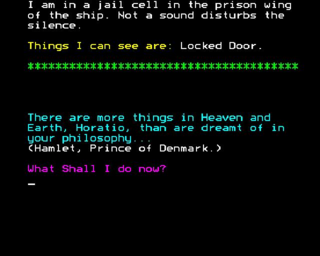 I am in a jail cell in the prison wing
of the ship. Not a sound disturbs the
silence.
Things I can see are: Locked Door.
***************************************
There are more things in Heaven and
Earth, Horatio, than are dreamt of in
your philosophy...
(Hamlet, Prince of Denmark.)
What Shall I do now?